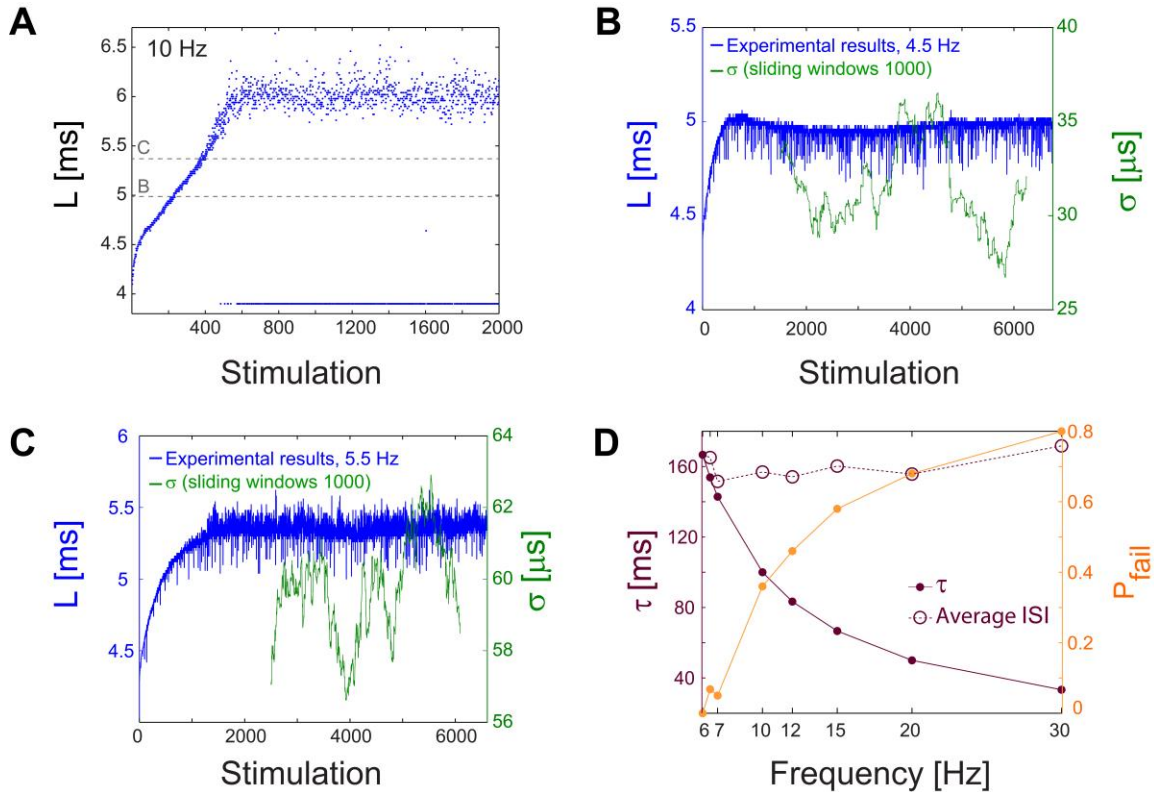 A
10 Hz
L [ms]
6.5
6
5.5
5
4.5
4
C
B
400
800
1200
1600
2000
Stimulation
B
Experimental results, 4.5 Hz
σ (sliding windows 1000)
L [ms]
5.5
5
4.5
4
σ [μs]
40
35
30
25
0
2000
4000
6000
Stimulation
C
Experimental results, 5.5 Hz
σ (sliding windows 1000)
L [ms]
6
5.5
5
4.5
σ [μs]
64
62
60
58
56
0
2000
4000
6000
Stimulation
D
τ [ms]
160
120
80
40
τ
Average ISI
P fail
0.8
0.6
0.4
0.2
0
6 7 10 12 15 20 30
Frequency [Hz]